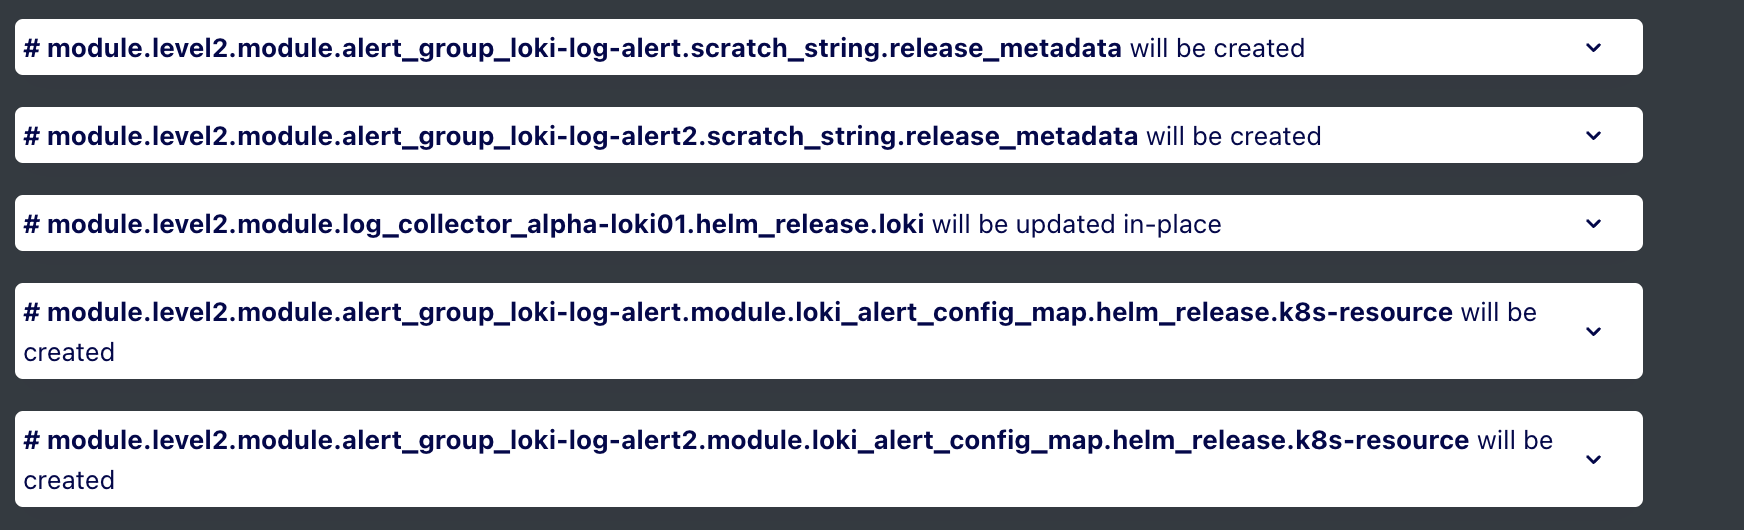 # module.level2.module.alert_group_loki-log-alert.scratch_string.release_metadata will be created
# module.level2.module.alert_group_loki-log-alert2.scratch_string.release_metadata will be created
# module.level2.module.log_collector_alpha-loki01.helm_release.loki will be updated in-place
# module.level2.module.alert_group_loki-log-alert.module.loki_alert_config_map.helm_release.k8s-resource will be
created
# module.level2.module.alert_group_loki-log-alert2.module.loki_alert_config_map.helm_release.k8s-resource will be
created